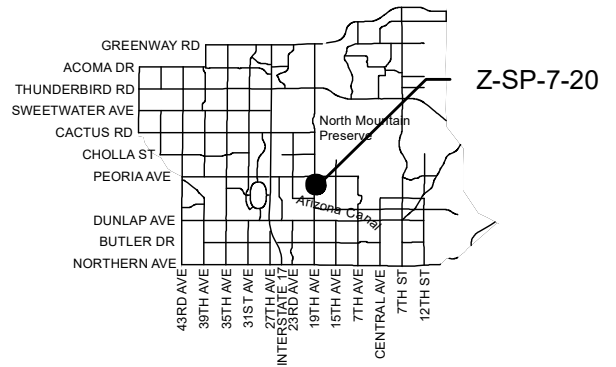 GREENWAY RD
ACOMA DR
THUNDERBIRD RD
SWEETWATER AVE
CACTUS RD
CHOLLA ST
PEORIA AVE
DUNLAP AVE
BUTLER DR
NORTHERN AVE
Z-SP-7-20
North Mountain
Preserve
Arizona Canal
43RD AVE
39TH AVE
35TH AVE
31ST AVE
27TH AVE
INTERSTATE 17
23RD AVE
19TH AVE
15TH AVE
7TH AVE
CENTRAL AVE
7TH ST
12TH ST